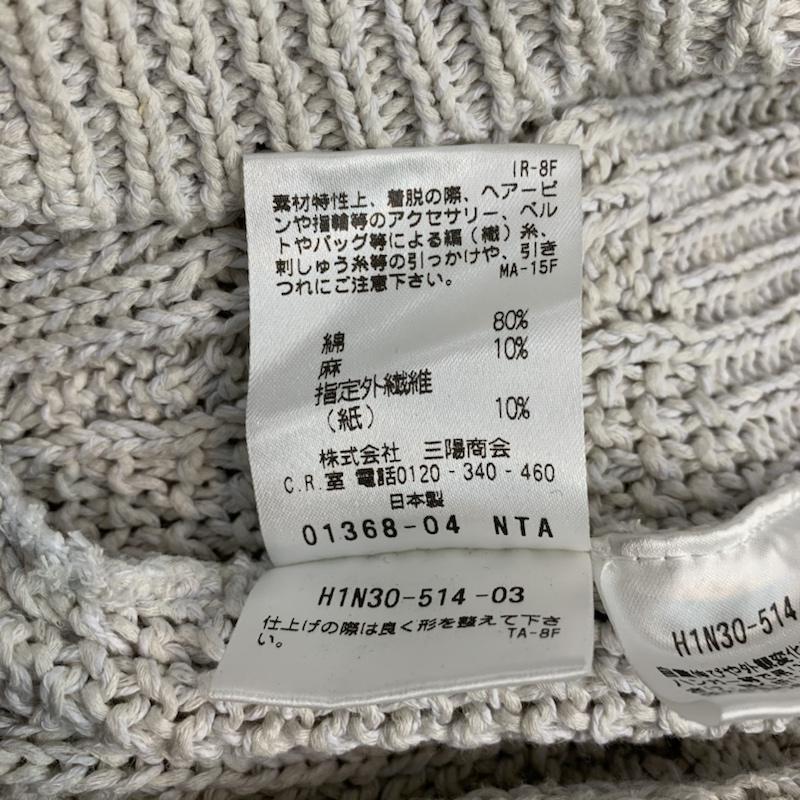 IR-8F
素材特性上、着脱の際、ヘアーピ
ンや指輪等のアクセサリー、ベル
トやバッグ等による編（織）糸、
刺しゅう糸等の引っかけや、引き
つれにご注意下さい。 MA-15F
80%
綿 10%
麻
指定外繊維
（紙） 10%
株式会社 三陽商会
C.R.室 電話0120-340-460
日本製
01368-04 NTA
H1N30-514-03
仕上げの際は良く形を整えて下さ
い。 TA-8F
H1N30-514